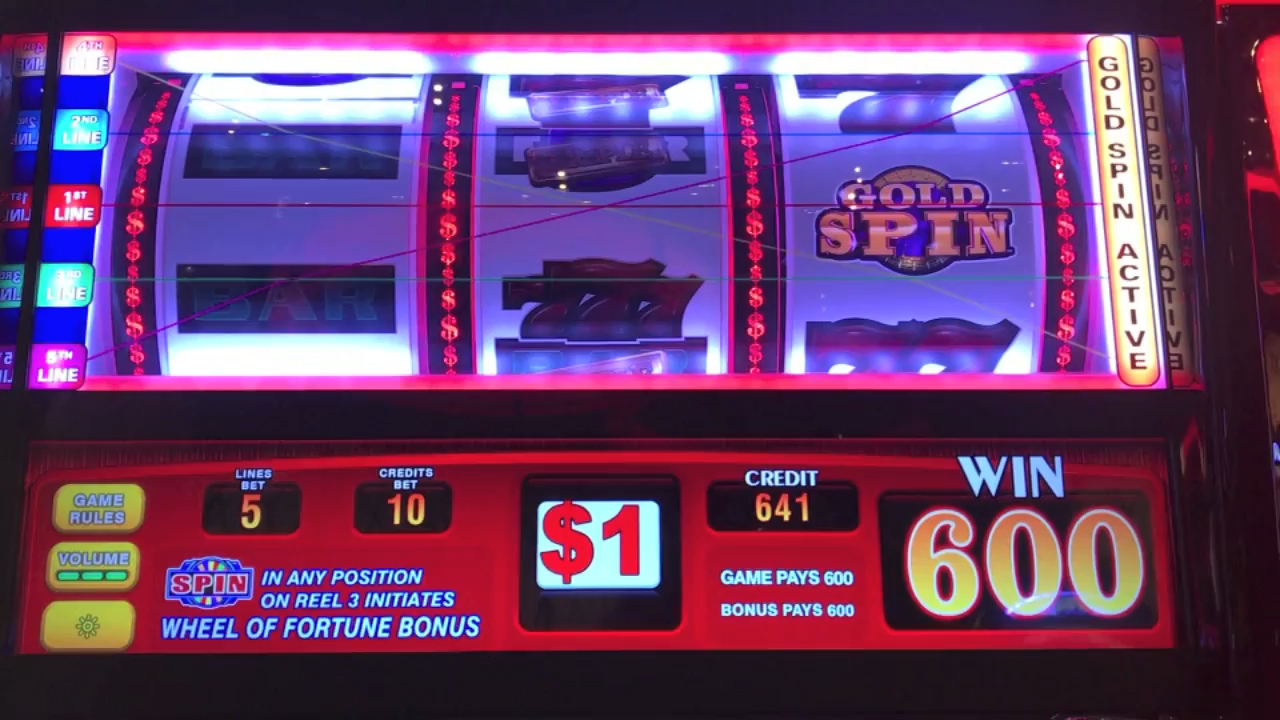 4TH
LINE
2ND
LINE
1ST
LINE
3RD
LINE
5TH
LINE
BAR
GOLD
SPIN
GOLD SPIN ACTIVE
WIN
600
LINES
BET
5
CREDITS
BET
10
$1
CREDIT
641
GAME
RULES
VOLUME
SPIN IN ANY POSITION
ON REEL 3 INITIATES
WHEEL OF FORTUNE BONUS
GAME PAYS 600
BONUS PAYS 600